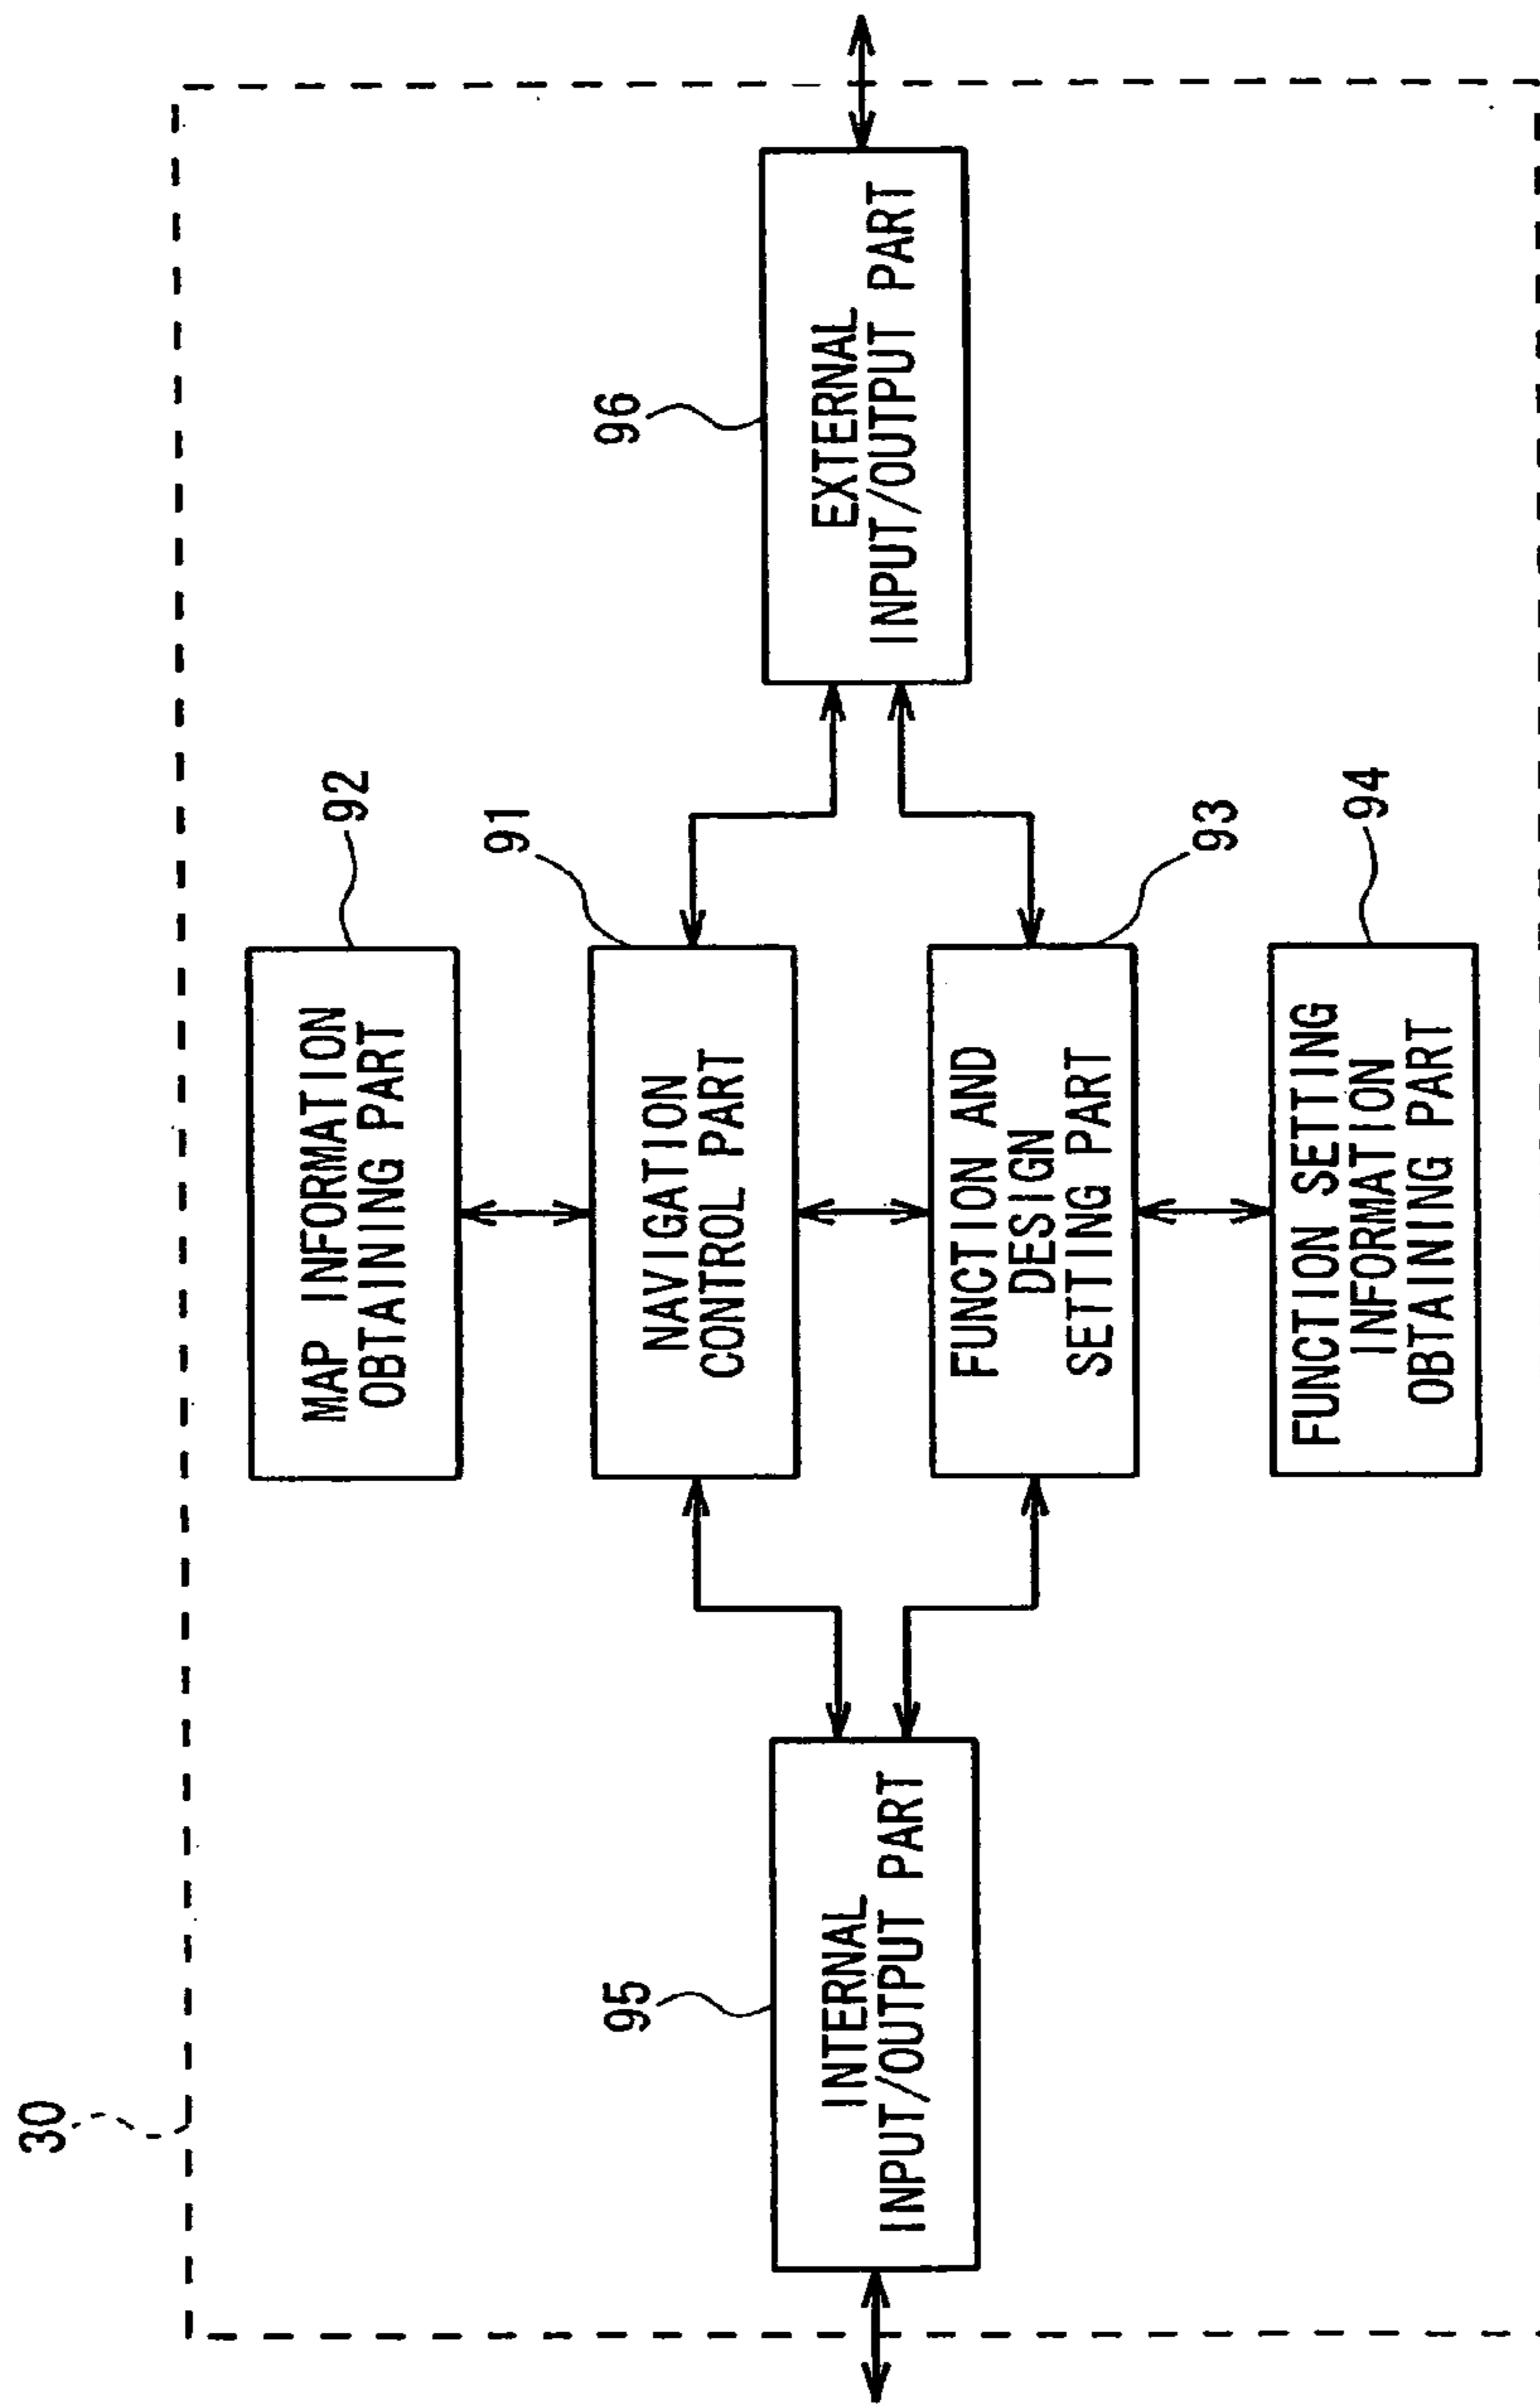 30
92
MAP INFORMATION
OBTAINING PART
91
NAVIGATION
CONTROL PART
95
INTERNAL
INPUT/OUTPUT PART
96
EXTERNAL
INPUT/OUTPUT PART
93
FUNCTION AND
DESIGN
SETTING PART
94
FUNCTION SETTING
INFORMATION
OBTAINING PART